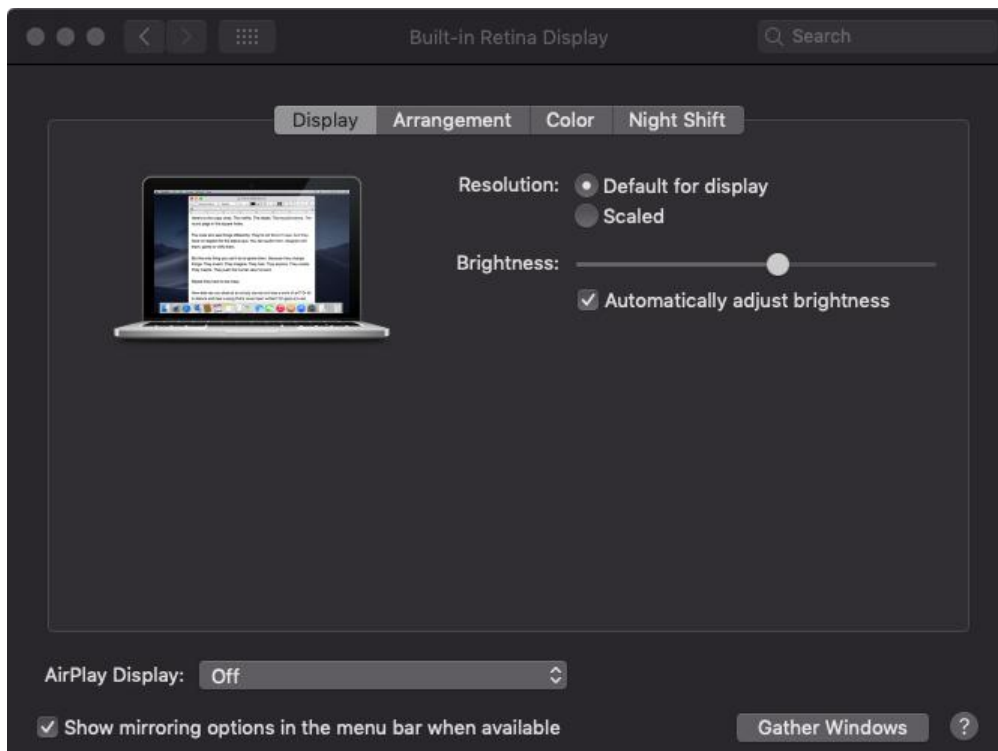 Built-in Retina Display
Search
Display Arrangement Color Night Shift
Resolution: Default for display
Scaled
Brightness:
Automatically adjust brightness
AirPlay Display: Off
Show mirroring options in the menu bar when available
Gather Windows ?